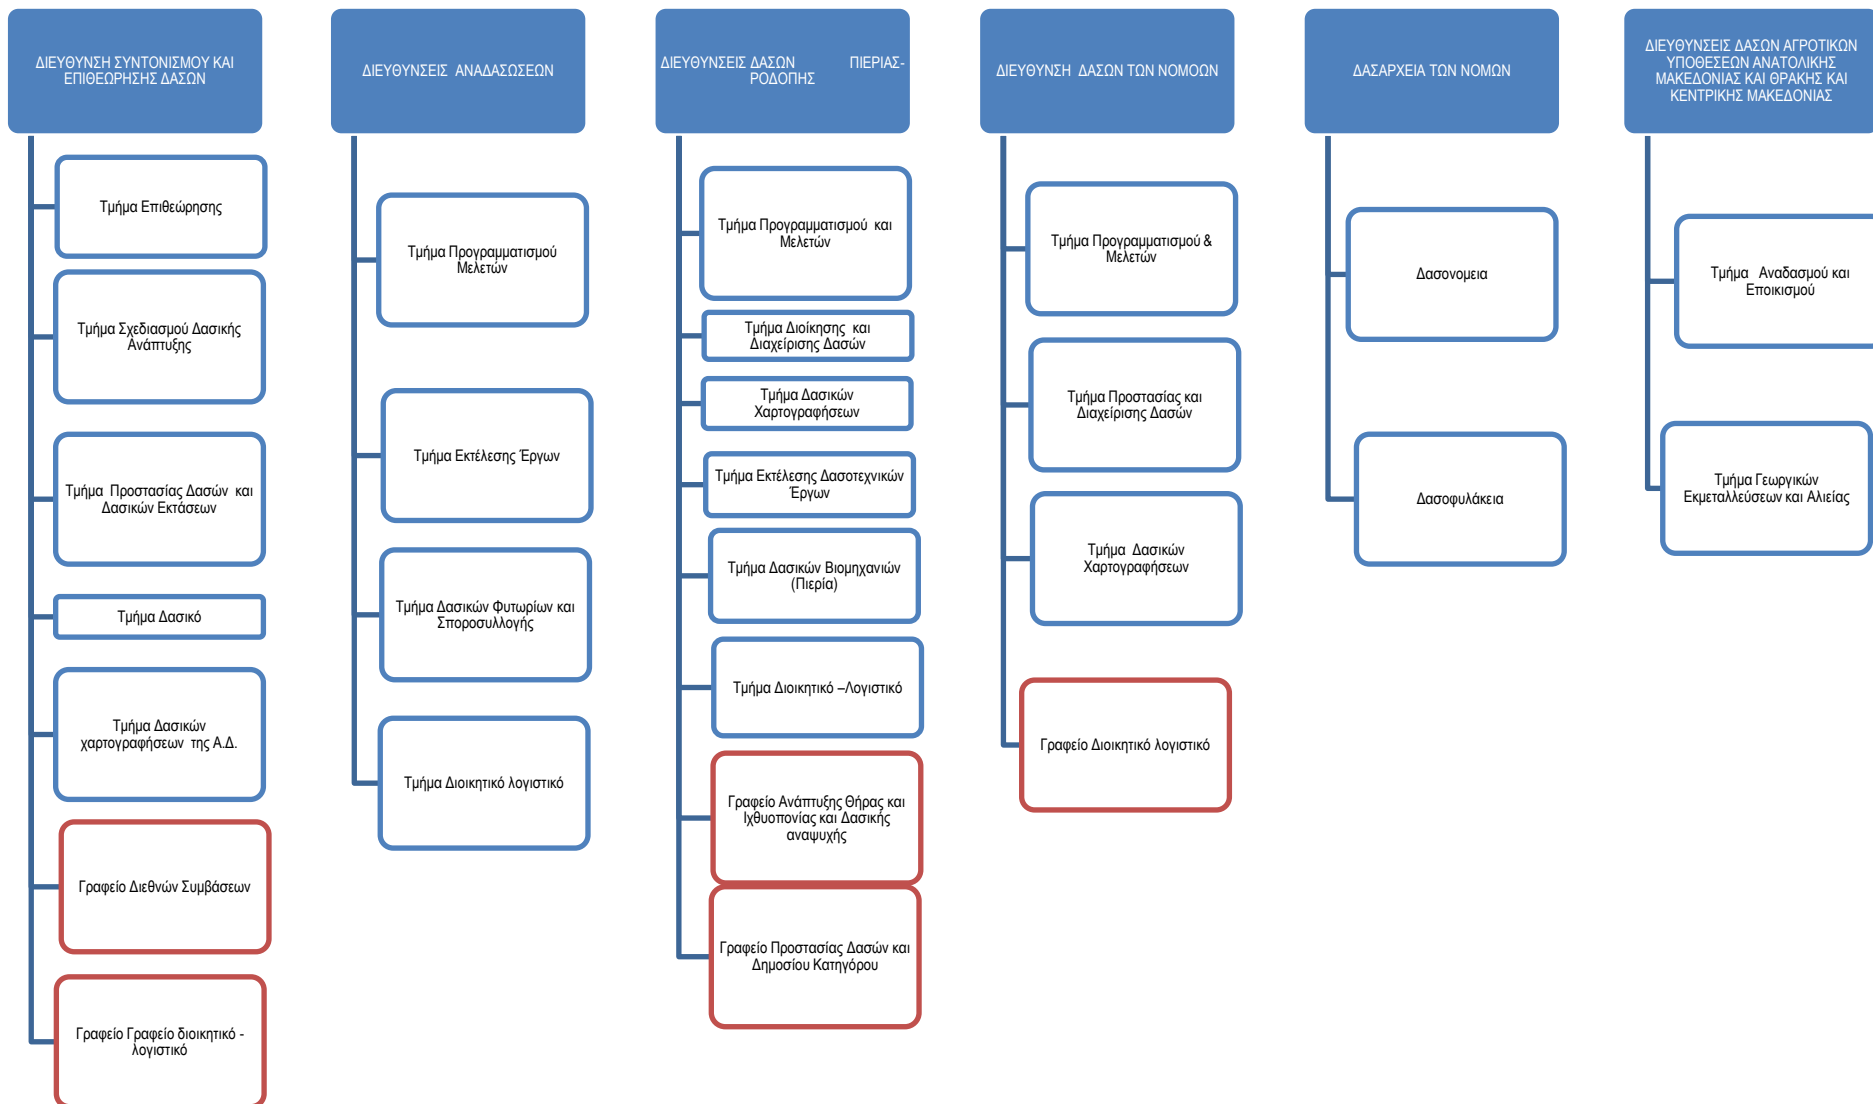 ΔΙΕΥΘΥΝΣΗ ΣΥΝΤΟΝΙΣΜΟΥ ΚΑΙ
ΕΠΙΘΕΩΡΗΣΗΣ ΔΑΣΩΝ
Τμήμα Επιθεώρησης
Τμήμα Σχεδιασμού Δασικής
Ανάπτυξης
Τμήμα Προστασίας Δασών και
Δασικών Εκτάσεων
Τμήμα Δασικό
Τμήμα Δασικών
χαρτογραφήσεων της Α.Δ.
Γραφείο Διεθνών Συμβάσεων
Γραφείο Γραφείο διοικητικό -
λογιστικό
ΔΙΕΥΘΥΝΣΕΙΣ ΑΝΑΔΑΣΩΣΕΩΝ
Τμήμα Προγραμματισμού
Μελετών
Τμήμα Εκτέλεσης Έργων
Τμήμα Δασικών Φυτωρίων και
Σποροσυλλογής
Τμήμα Διοικητικό λογιστικό
ΔΙΕΥΘΥΝΣΕΙΣ ΔΑΣΩΝ ΠΙΕΡΙΑΣ-
ΡΟΔΟΠΗΣ
Τμήμα Προγραμματισμού και
Μελετών
Τμήμα Διοίκησης και
Διαχείρισης Δασών
Τμήμα Δασικών
Χαρτογραφήσεων
Τμήμα Εκτέλεσης Δασοτεχνικών
Έργων
Τμήμα Δασικών Βιομηχανιών
(Πιερία)
Τμήμα Διοικητικό –Λογιστικό
Γραφείο Ανάπτυξης Θήρας και
Ιχθυοπονίας και Δασικής
αναψυχής
Γραφείο Προστασίας Δασών και
Δημοσίου Κατηγόρου
ΔΙΕΥΘΥΝΣΗ ΔΑΣΩΝ ΤΩΝ ΝΟΜΟΩΝ
Τμήμα Προγραμματισμού &
Μελετών
Τμήμα Προστασίας και
Διαχείρισης Δασών
Τμήμα Δασικών
Χαρτογραφήσεων
Γραφείο Διοικητικό λογιστικό
ΔΑΣΑΡΧΕΙΑ ΤΩΝ ΝΟΜΩΝ
Δασονομεια
Δασοφυλάκεια
ΔΙΕΥΘΥΝΣΕΙΣ ΔΑΣΩΝ ΑΓΡΟΤΙΚΩΝ
ΥΠΟΘΕΣΕΩΝ ΑΝΑΤΟΛΙΚΗΣ
ΜΑΚΕΔΟΝΙΑΣ ΚΑΙ ΘΡΑΚΗΣ ΚΑΙ
ΚΕΝΤΡΙΚΗΣ ΜΑΚΕΔΟΝΙΑΣ
Τμήμα Αναδασμού και
Εποικισμού
Τμήμα Γεωργικών
Εκμεταλλεύσεων και Αλιείας